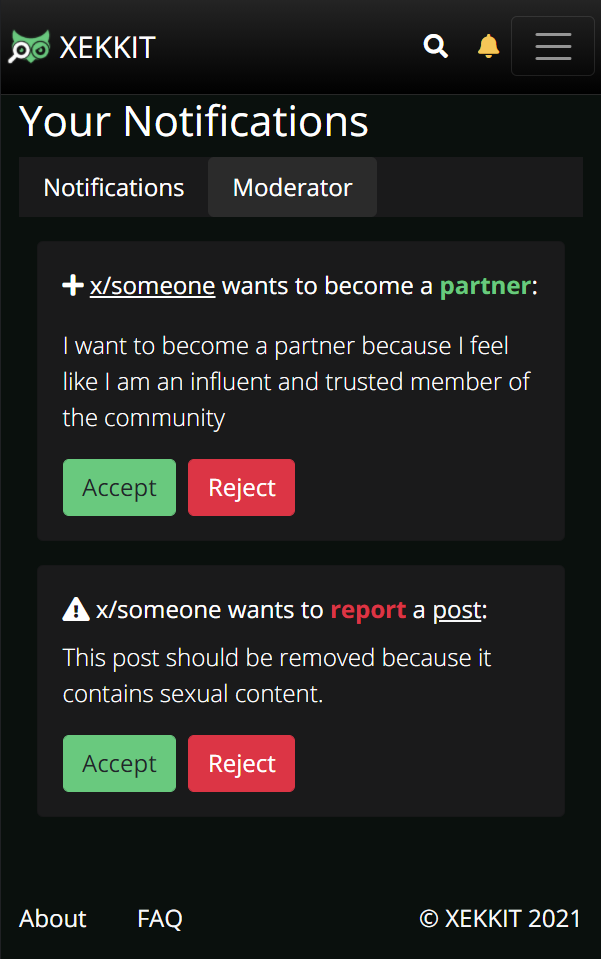 XEKKIT
Your Notifications
Notifications Moderator
x/someone wants to become a partner:
I want to become a partner because I feel
like I am an influent and trusted member of
the community
Accept Reject
x/someone wants to report a post:
This post should be removed because it
contains sexual content.
Accept Reject
About FAQ © XEKKIT 2021